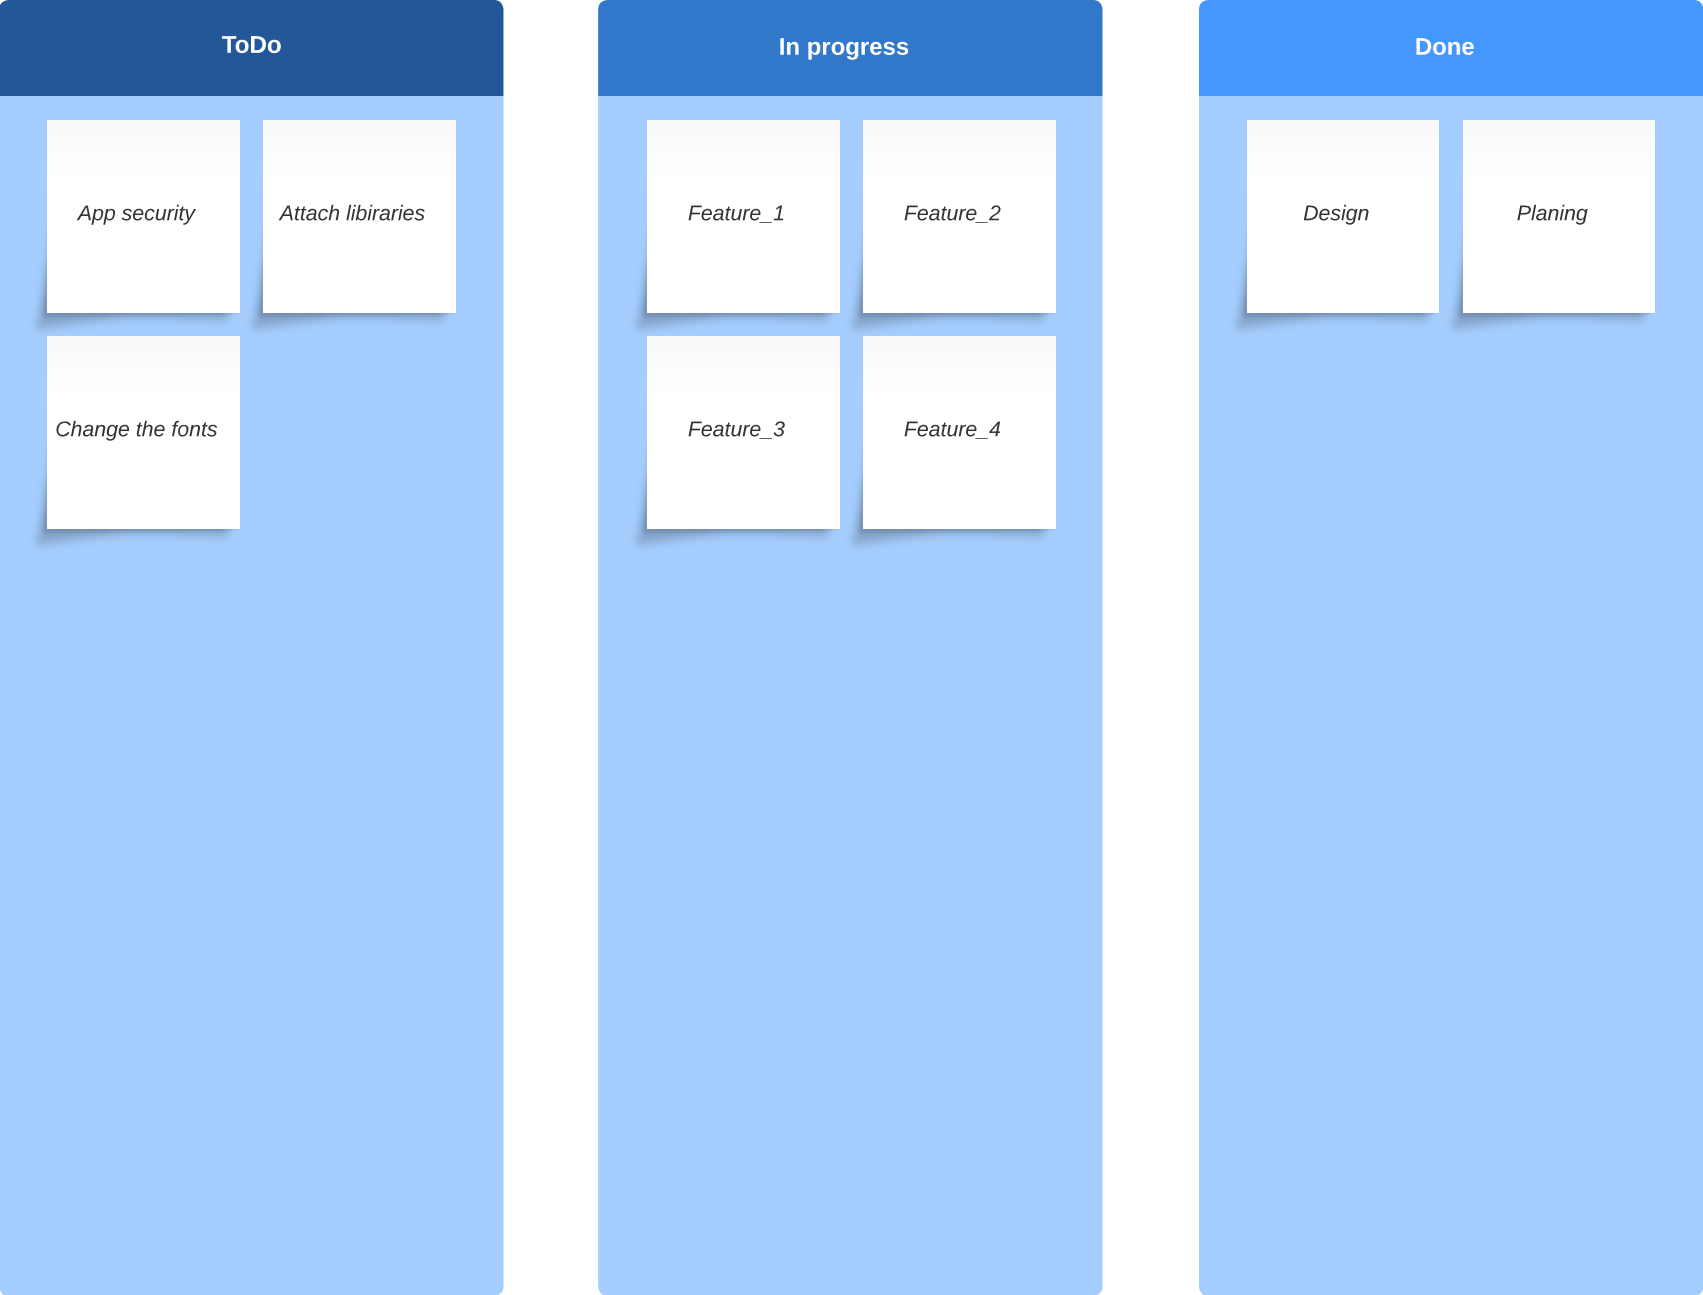 ToDo
In progress
Done
App security
Attach libiraries
Change the fonts
Feature_1
Feature_2
Feature_3
Feature_4
Design
Planing